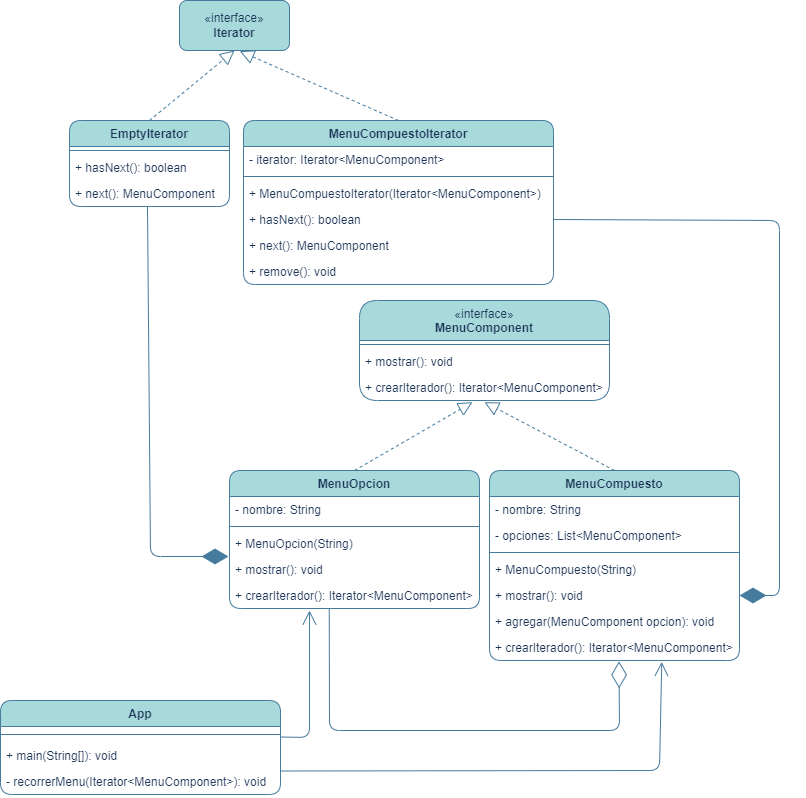 «interface»
Iterator
EmptyIterator
+ hasNext(): boolean
+ next(): MenuComponent
MenuCompuestoIterator
- iterator: Iterator<MenuComponent>
+ MenuCompuestoIterator(Iterator<MenuComponent>)
+ hasNext(): boolean
+ next(): MenuComponent
+ remove(): void
«interface»
MenuComponent
+ mostrar(): void
+ crearIterador(): Iterator<MenuComponent>
MenuOpcion
- nombre: String
+ MenuOpcion(String)
+ mostrar(): void
+ crearIterador(): Iterator<MenuComponent>
MenuCompuesto
- nombre: String
- opciones: List<MenuComponent>
+ MenuCompuesto(String)
+ mostrar(): void
+ agregar(MenuComponent opcion): void
+ crearIterador(): Iterator<MenuComponent>
App
+ main(String[]): void
- recorrerMenu(Iterator<MenuComponent>): void